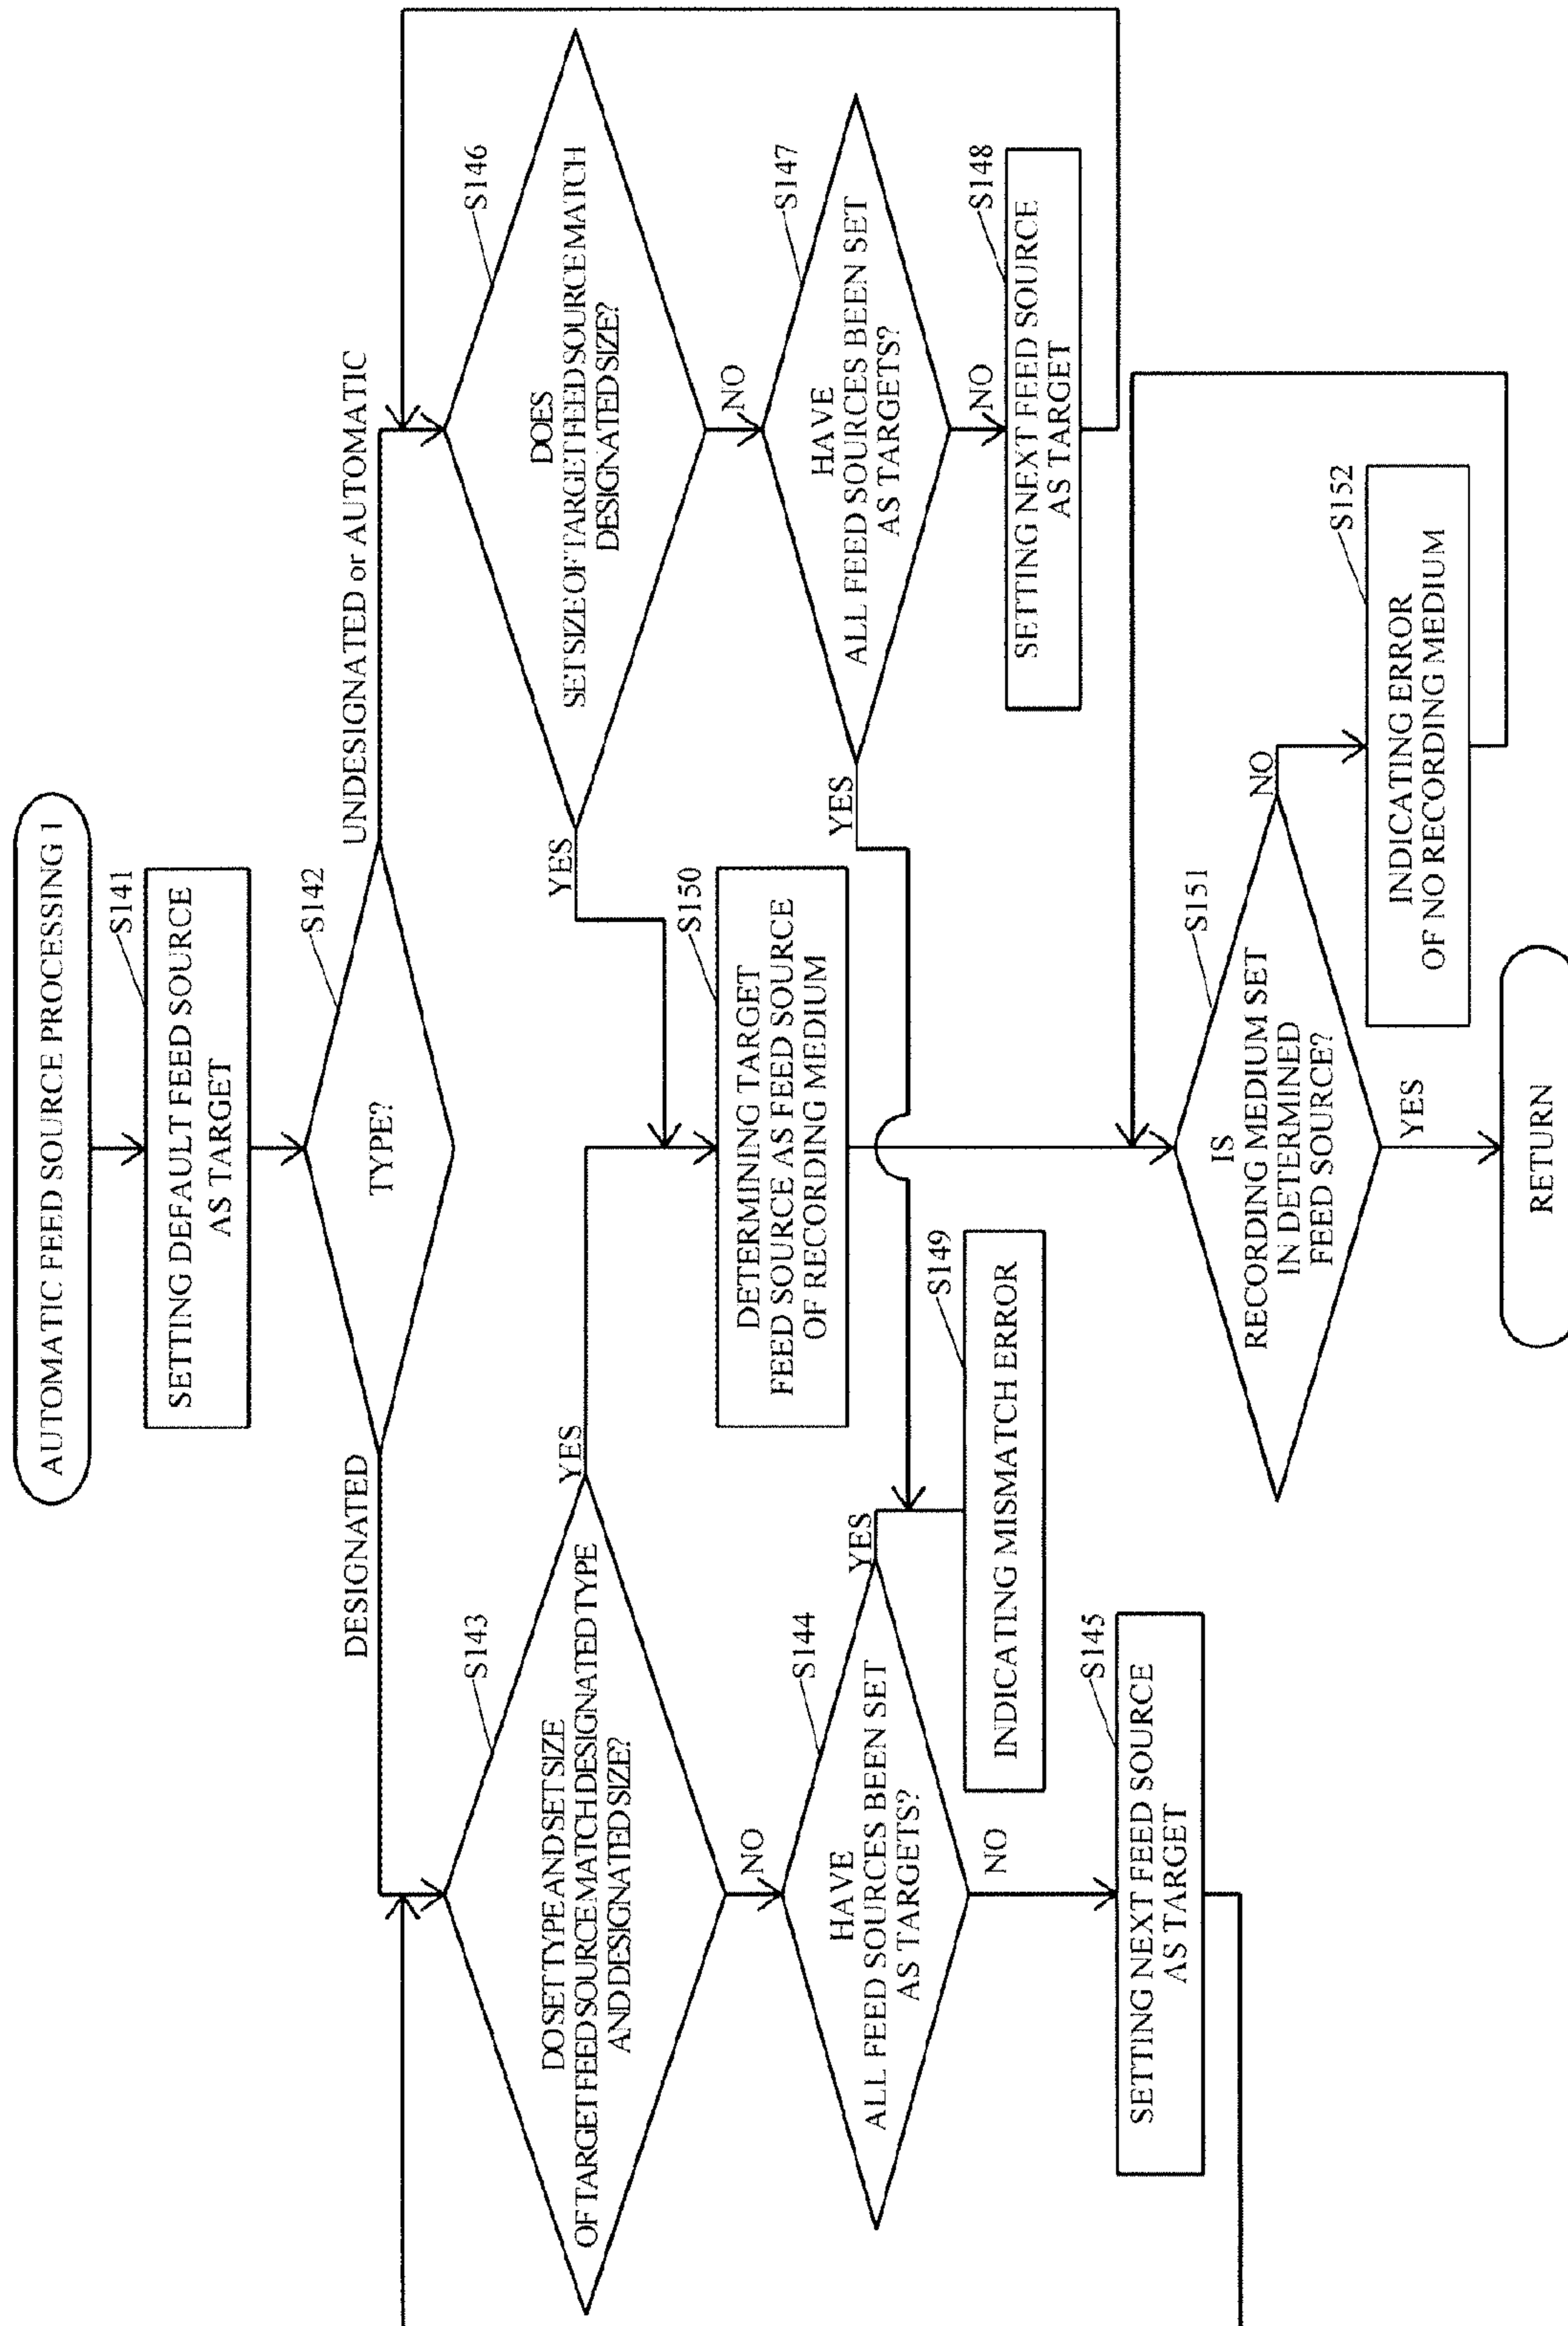 AUTOMATIC FEED SOURCE PROCESSING 1
S141
SETTING DEFAULT FEED SOURCE
AS TARGET
S142
TYPE?
DESIGNATED
UNDESIGNATED or AUTOMATIC
S143
DO SET TYPE AND SET SIZE
OF TARGET FEED SOURCE MATCH DESIGNATED TYPE
AND DESIGNATED SIZE?
YES
NO
S144
HAVE
ALL FEED SOURCES BEEN SET
AS TARGETS?
YES
NO
S145
SETTING NEXT FEED SOURCE
AS TARGET
S146
DOES
SET SIZE OF TARGET FEED SOURCE MATCH
DESIGNATED SIZE?
YES
NO
S147
HAVE
ALL FEED SOURCES BEEN SET
AS TARGETS?
YES
NO
S148
SETTING NEXT FEED SOURCE
AS TARGET
S149
INDICATING MISMATCH ERROR
S150
DETERMINING TARGET
FEED SOURCE AS FEED SOURCE
OF RECORDING MEDIUM
S151
IS
RECORDING MEDIUM SET
IN DETERMINED
FEED SOURCE?
NO
YES
S152
INDICATING ERROR
OF NO RECORDING MEDIUM
RETURN